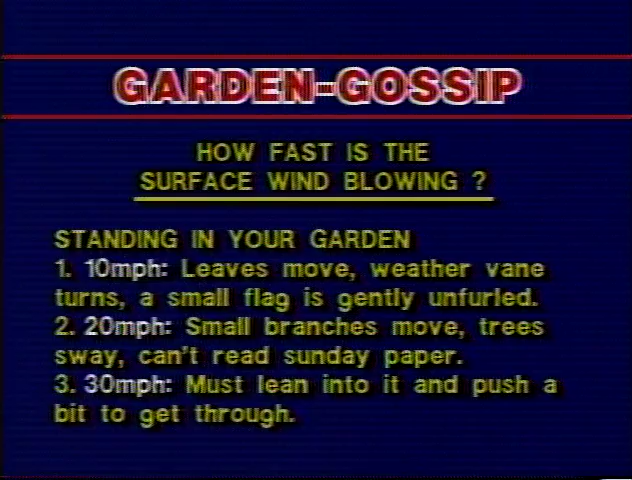 GARDEN-GOSSIP
HOW FAST IS THE
SURFACE WIND BLOWING ?
STANDING IN YOUR GARDEN
1. 10mph: Leaves move, weather vane
turns, a small flag is gently unfurled.
2. 20mph: Small branches move, trees
sway, can't read sunday paper.
3. 30mph: Must lean into it and push a
bit to get through.